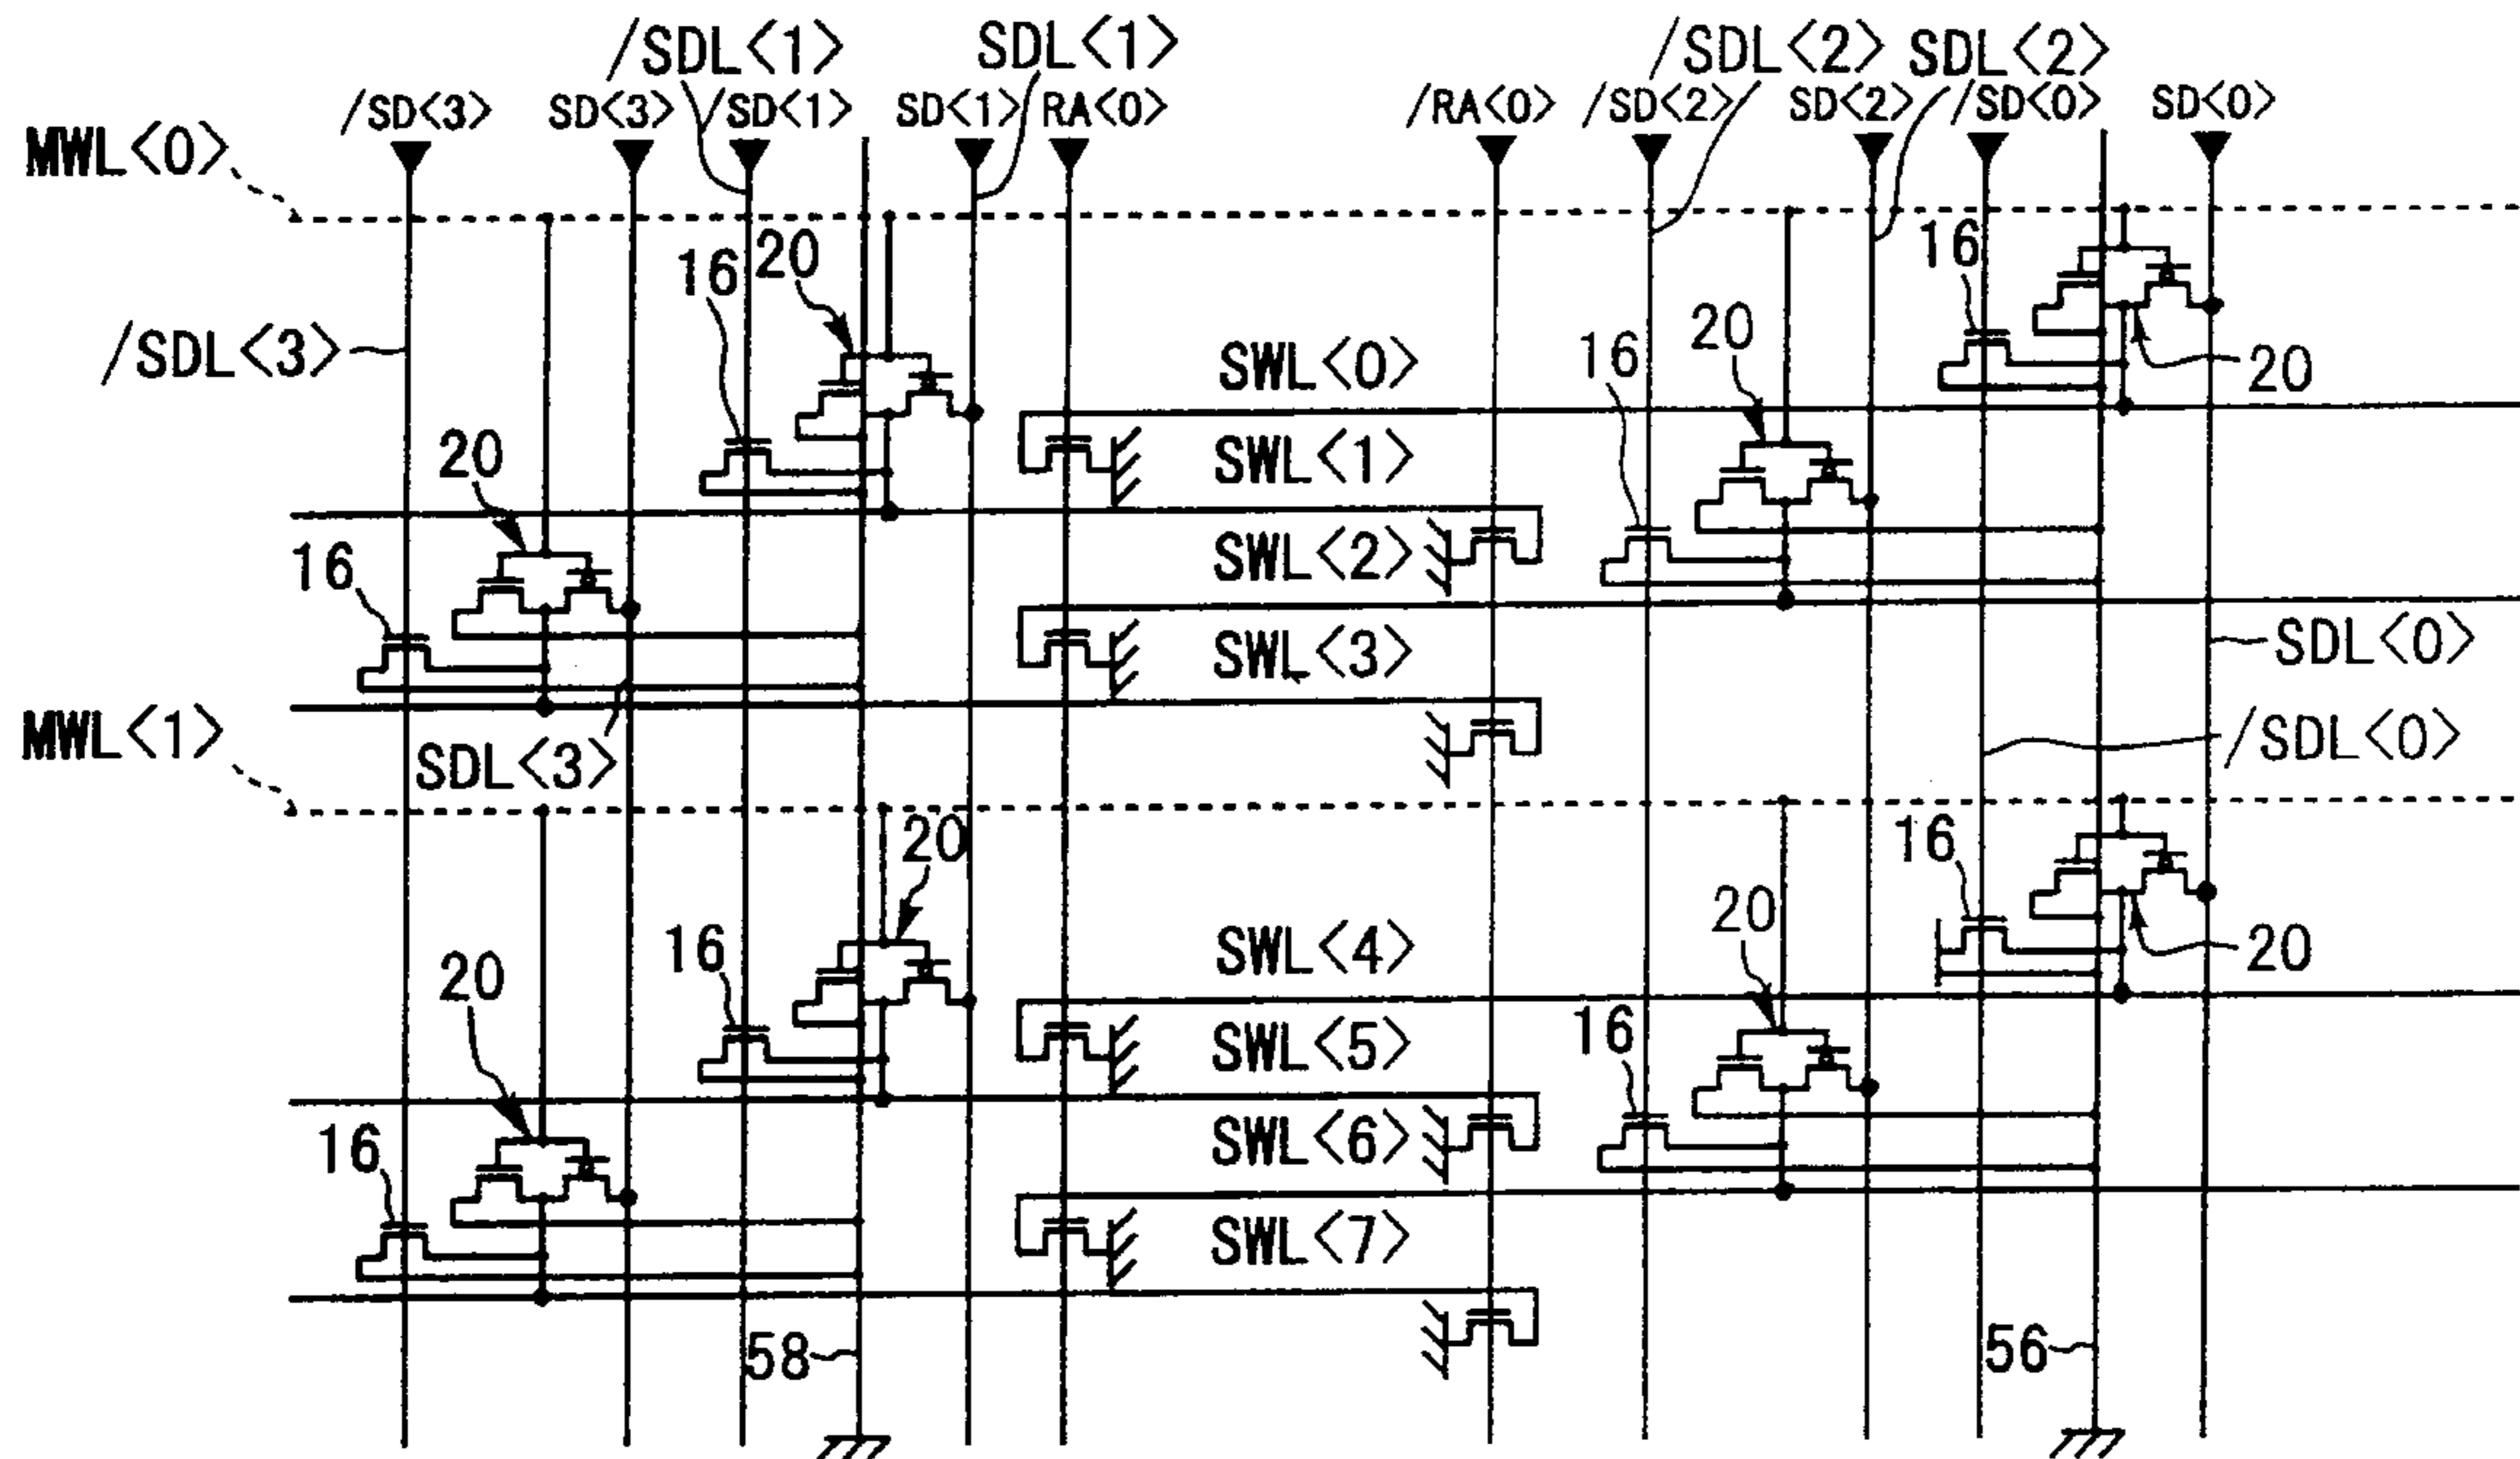 /SDL<1> SDL<1> /SDL<2> SDL<2>
/SD<3> SD<3> /SD<1> SD<1> RA<0> /RA<0> /SD<2> SD<2> /SD<0> SD<0>
MWL<0>
16 20 16
/SDL<3> SWL<0> 16 20 20
20 SWL<1>
16 SWL<2>
SWL<3> SDL<0>
MWL<1> SDL<3> /SDL<0>
20 16
16 SWL<4> 20 20
20 SWL<5> 16
16 SWL<6>
SWL<7>
58 56